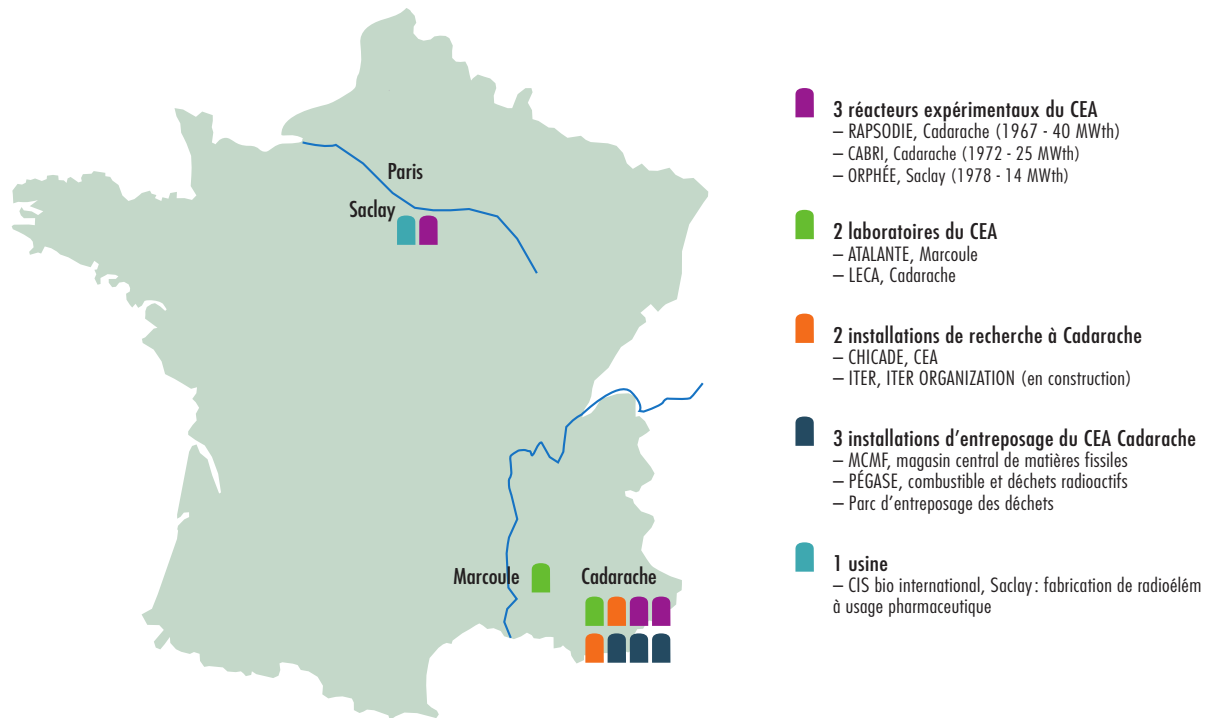 Paris
Saclay
Marcoule
Cadarache
3 réacteurs expérimentaux du CEA
– RAPSODIE, Cadarache (1967 - 40 MWth)
– CABRI, Cadarache (1972 - 25 MWth)
– ORPHÉE, Saclay (1978 - 14 MWth)
2 laboratoires du CEA
– ATALANTE, Marcoule
– LECA, Cadarache
2 installations de recherche à Cadarache
– CHICADE, CEA
– ITER, ITER ORGANIZATION (en construction)
3 installations d’entreposage du CEA Cadarache
– MCMF, magasin central de matières fissiles
– PÉGASE, combustible et déchets radioactifs
– Parc d’entreposage des déchets
1 usine
– CIS bio international, Saclay : fabrication de radioélém
à usage pharmaceutique